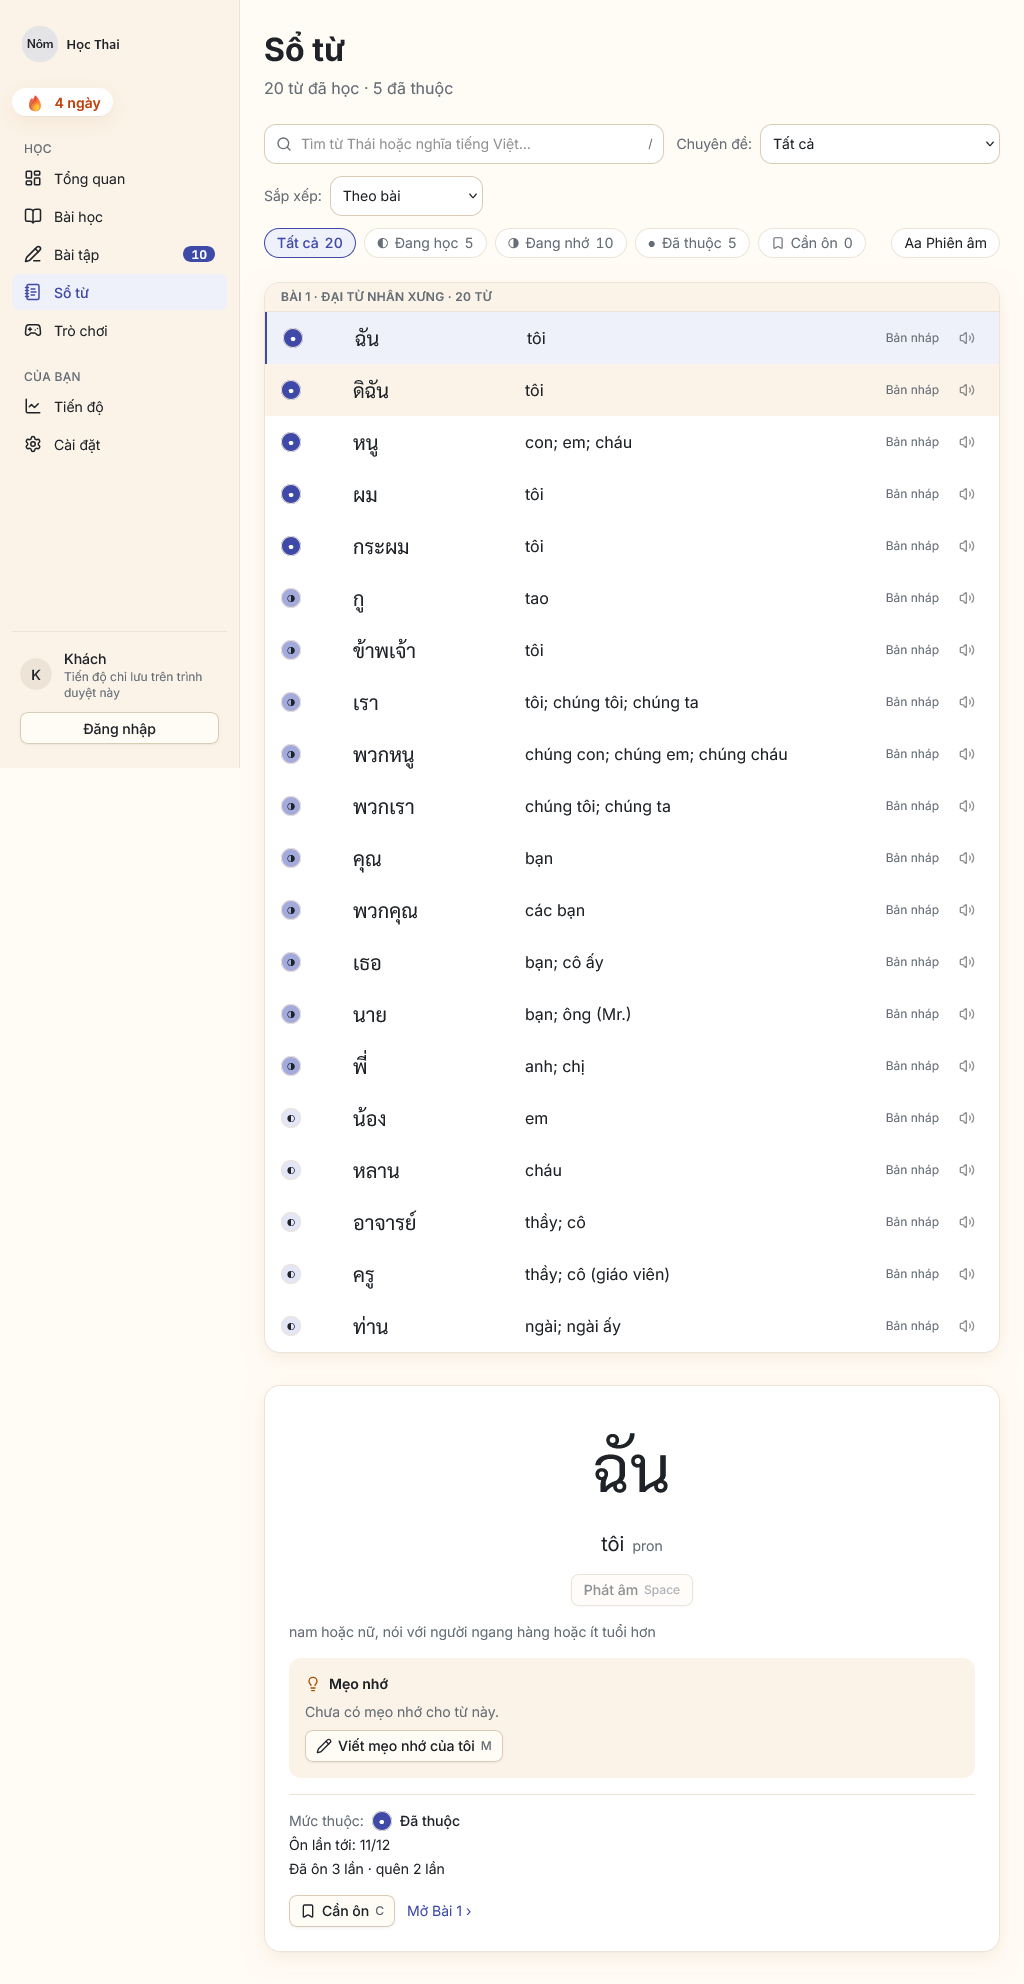 Nôm Học Thai
4 ngày
HỌC
Tổng quan
Bài học
Bài tập 10
Sổ từ
Trò chơi
CỦA BẠN
Tiến độ
Cài đặt
K Khách
Tiến độ chỉ lưu trên trình
duyệt này
Đăng nhập
Sổ từ
20 từ đã học · 5 đã thuộc
Tìm từ Thái hoặc nghĩa tiếng Việt... /
Chuyên đề: Tất cả
Sắp xếp: Theo bài
Tất cả 20 Đang học 5 Đang nhớ 10 Đã thuộc 5 Cần ôn 0 Aa Phiên âm
BÀI 1 · ĐẠI TỪ NHÂN XƯNG · 20 TỪ
ฉัน tôi Bản nháp
ดิฉัน tôi Bản nháp
หนู con; em; cháu Bản nháp
ผม tôi Bản nháp
กระผม tôi Bản nháp
กู tao Bản nháp
ข้าพเจ้า tôi Bản nháp
เรา tôi; chúng tôi; chúng ta Bản nháp
พวกหนู chúng con; chúng em; chúng cháu Bản nháp
พวกเรา chúng tôi; chúng ta Bản nháp
คุณ bạn Bản nháp
พวกคุณ các bạn Bản nháp
เธอ bạn; cô ấy Bản nháp
นาย bạn; ông (Mr.) Bản nháp
พี่ anh; chị Bản nháp
น้อง em Bản nháp
หลาน cháu Bản nháp
อาจารย์ thầy; cô Bản nháp
ครู thầy; cô (giáo viên) Bản nháp
ท่าน ngài; ngài ấy Bản nháp
ฉัน
tôi pron
Phát âm Space
nam hoặc nữ, nói với người ngang hàng hoặc ít tuổi hơn
Mẹo nhớ
Chưa có mẹo nhớ cho từ này.
Viết mẹo nhớ của tôi M
Mức thuộc: Đã thuộc
Ôn lần tới: 11/12
Đã ôn 3 lần · quên 2 lần
Cần ôn C Mở Bài 1 ›